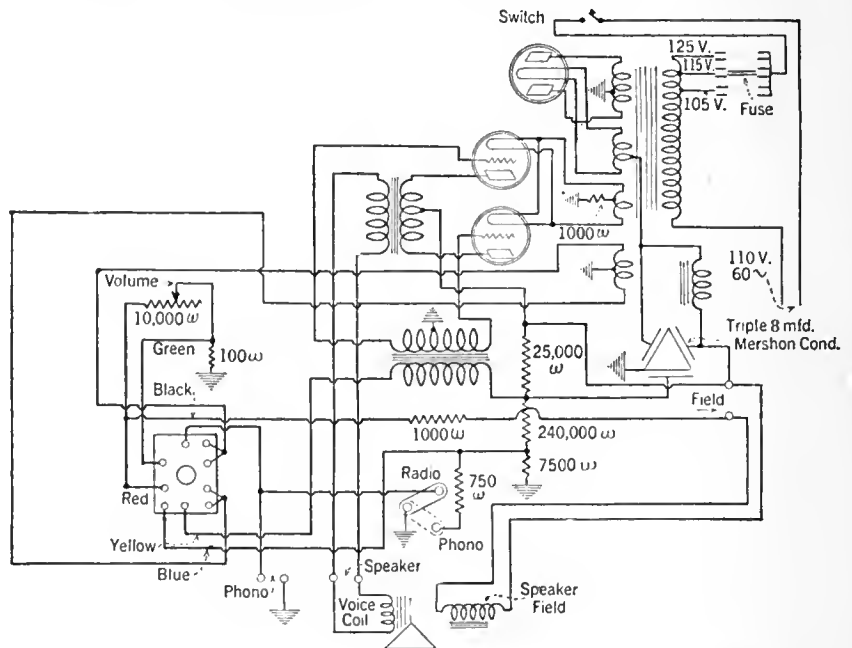 Switch
125 V.
115V.
105 V.
Fuse
1000 ω
110 V.
60~
Triple 8 mfd.
Mershon Cond.
Volume
10,000 ω
Green
100 ω
Black
25,000
ω
Field
1000 ω
240,000 ω
7500 ω
Red
Radio
750
ω
Phono
Yellow
Blue
Phono
Speaker
Voice
Coil
Speaker
Field